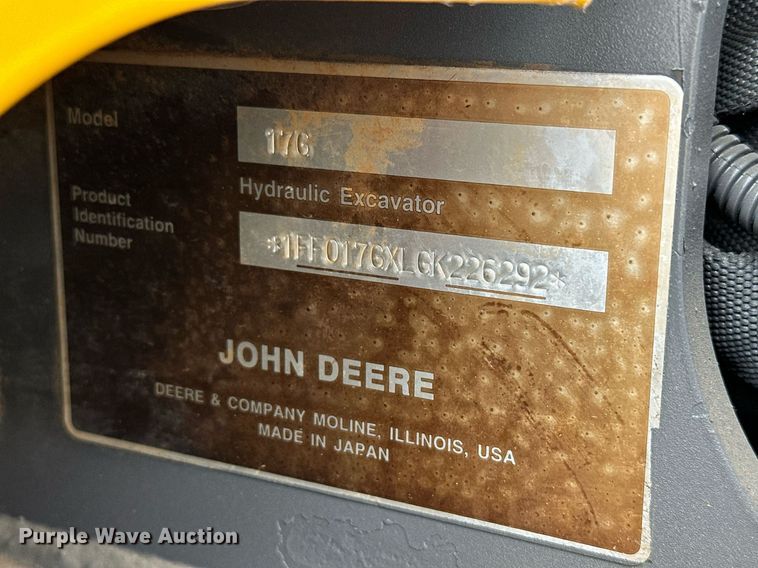 Model
17G
Hydraulic Excavator
Product
Identification
Number
*1FF017GXLGK226292*
JOHN DEERE
DEERE & COMPANY MOLINE, ILLINOIS, USA
MADE IN JAPAN
Purple Wave Auction®